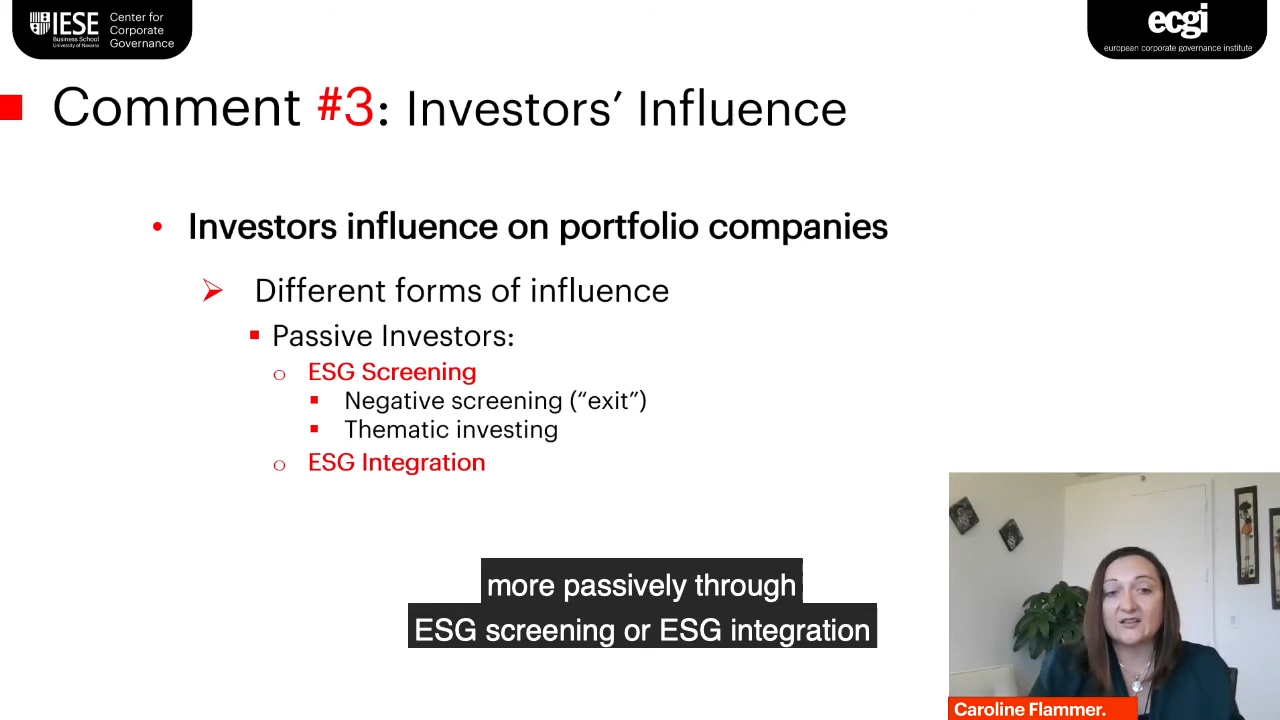 IESE
Business School
University of Navarra
Center for
Corporate
Governance
ecgi
european corporate governance institute
Comment #3: Investors’ Influence
• Investors influence on portfolio companies
➢ Different forms of influence
▪ Passive Investors:
o ESG Screening
▪ Negative screening (“exit”)
▪ Thematic investing
o ESG Integration
more passively through
ESG screening or ESG integration
Caroline Flammer.